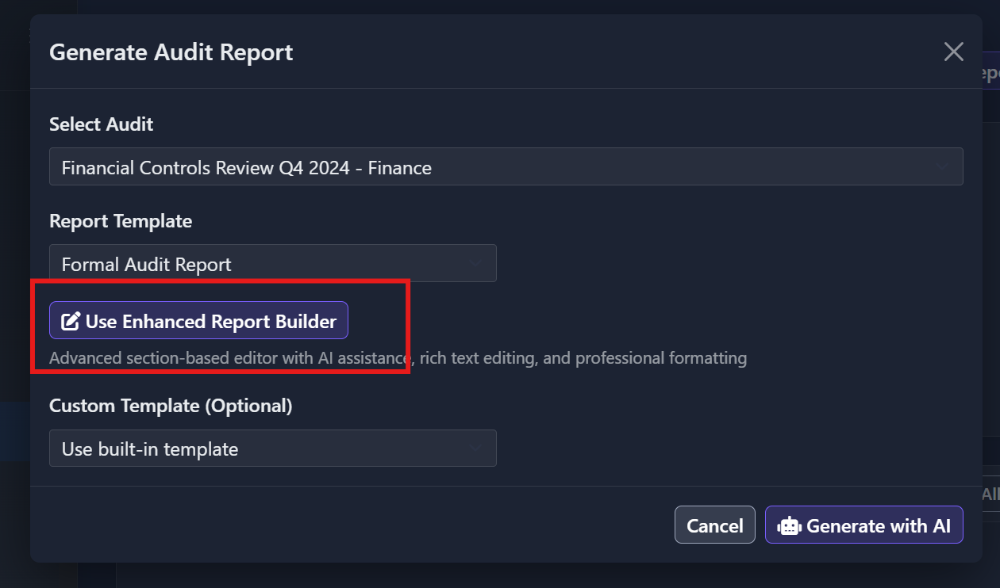 Generate Audit Report
Select Audit
Financial Controls Review Q4 2024 - Finance
Report Template
Formal Audit Report
Use Enhanced Report Builder
Advanced section-based editor with AI assistance, rich text editing, and professional formatting
Custom Template (Optional)
Use built-in template
All
Cancel
Generate with AI